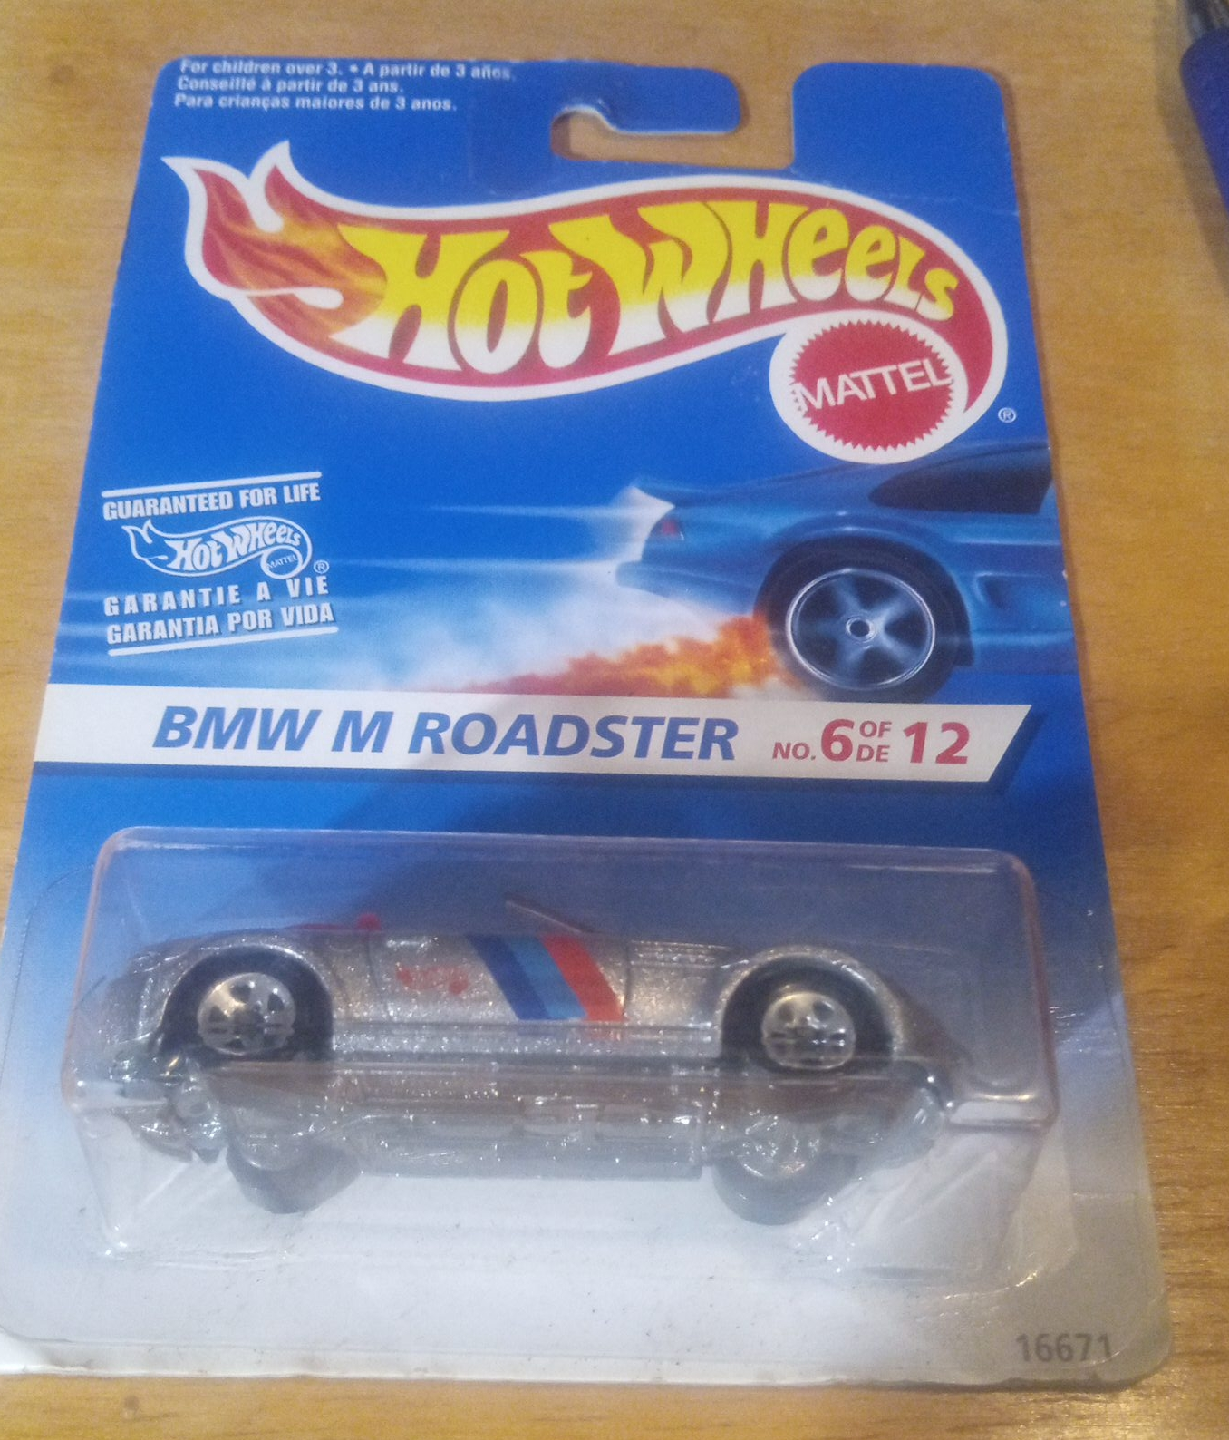 For children over 3. • A partir de 3 años.
Conseillé à partir de 3 ans.
Para crianças maiores de 3 anos.
Hot Wheels
MATTEL
®
GUARANTEED FOR LIFE
Hot Wheels
MATTEL
®
GARANTIE A VIE
GARANTIA POR VIDA
BMW M ROADSTER NO. 6 OF DE 12
16671